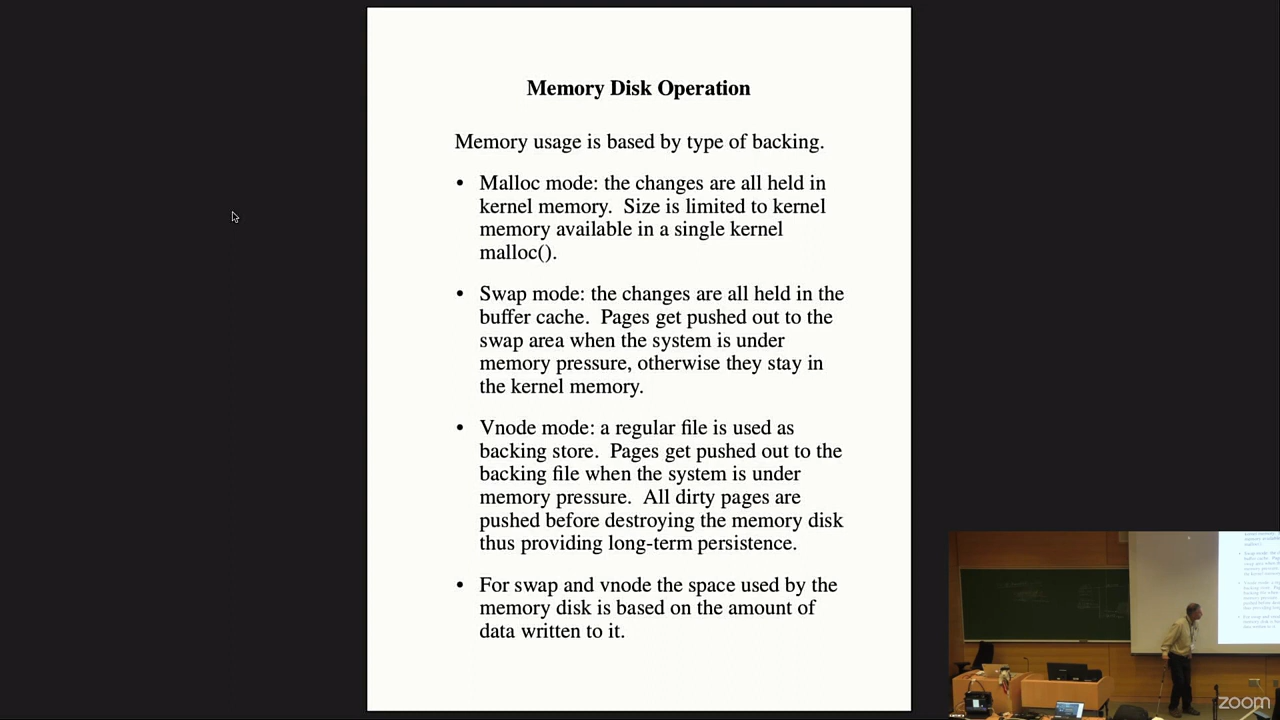 Memory Disk Operation
Memory usage is based by type of backing.
• Malloc mode: the changes are all held in
kernel memory.  Size is limited to kernel
memory available in a single kernel
malloc().
• Swap mode: the changes are all held in the
buffer cache.  Pages get pushed out to the
swap area when the system is under
memory pressure, otherwise they stay in
the kernel memory.
• Vnode mode: a regular file is used as
backing store.  Pages get pushed out to the
backing file when the system is under
memory pressure.  All dirty pages are
pushed before destroying the memory disk
thus providing long-term persistence.
• For swap and vnode the space used by the
memory disk is based on the amount of
data written to it.
zoom